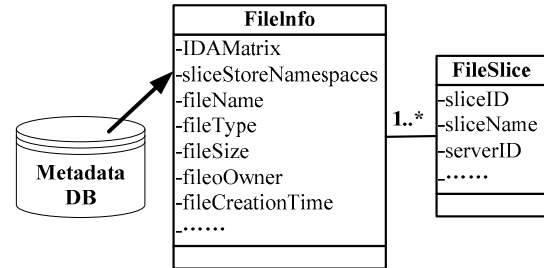 FileInfo
-IDAMatrix
-sliceStoreNamespaces
-fileName
-fileType
-fileSize
-fileoOwner
-fileCreationTime
-……
Metadata
DB
1..*
FileSlice
-sliceID
-sliceName
-serverID
-……